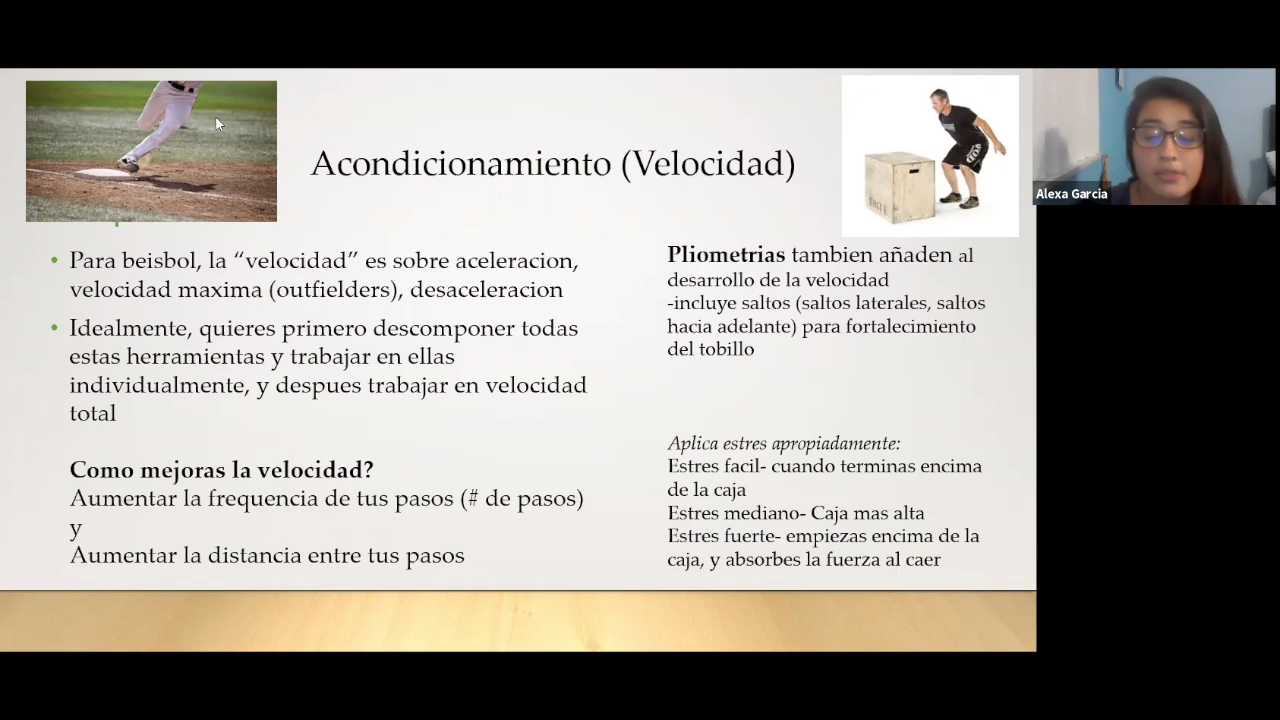 Acondicionamiento (Velocidad)
Para beisbol, la “velocidad” es sobre aceleracion,
velocidad maxima (outfielders), desaceleracion
Idealmente, quieres primero descomponer todas
estas herramientas y trabajar en ellas
individualmente, y despues trabajar en velocidad
total
Como mejoras la velocidad?
Aumentar la frequencia de tus pasos (# de pasos)
y
Aumentar la distancia entre tus pasos
Pliometrias tambien añaden al
desarrollo de la velocidad
-incluye saltos (saltos laterales, saltos
hacia adelante) para fortalecimiento
del tobillo
Aplica estres apropiadamente:
Estres facil- cuando terminas encima
de la caja
Estres mediano- Caja mas alta
Estres fuerte- empiezas encima de la
caja, y absorbes la fuerza al caer
Alexa Garcia